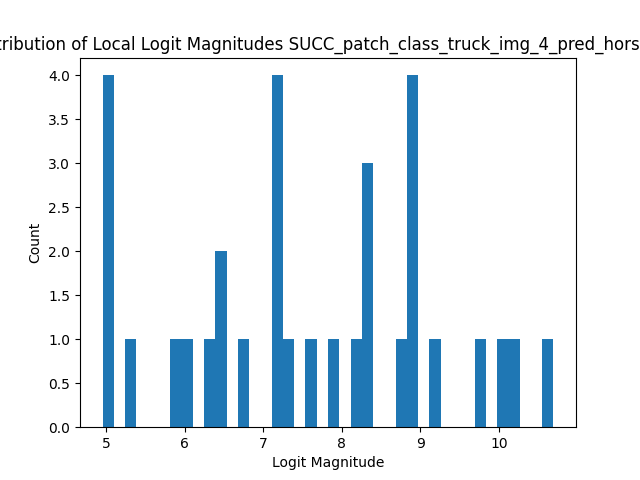 tribution of Local Logit Magnitudes SUCC_patch_class_truck_img_4_pred_hors
4.0
3.5
3.0
2.5
2.0
1.5
1.0
0.5
0.0
Count
5 6 7 8 9 10
Logit Magnitude